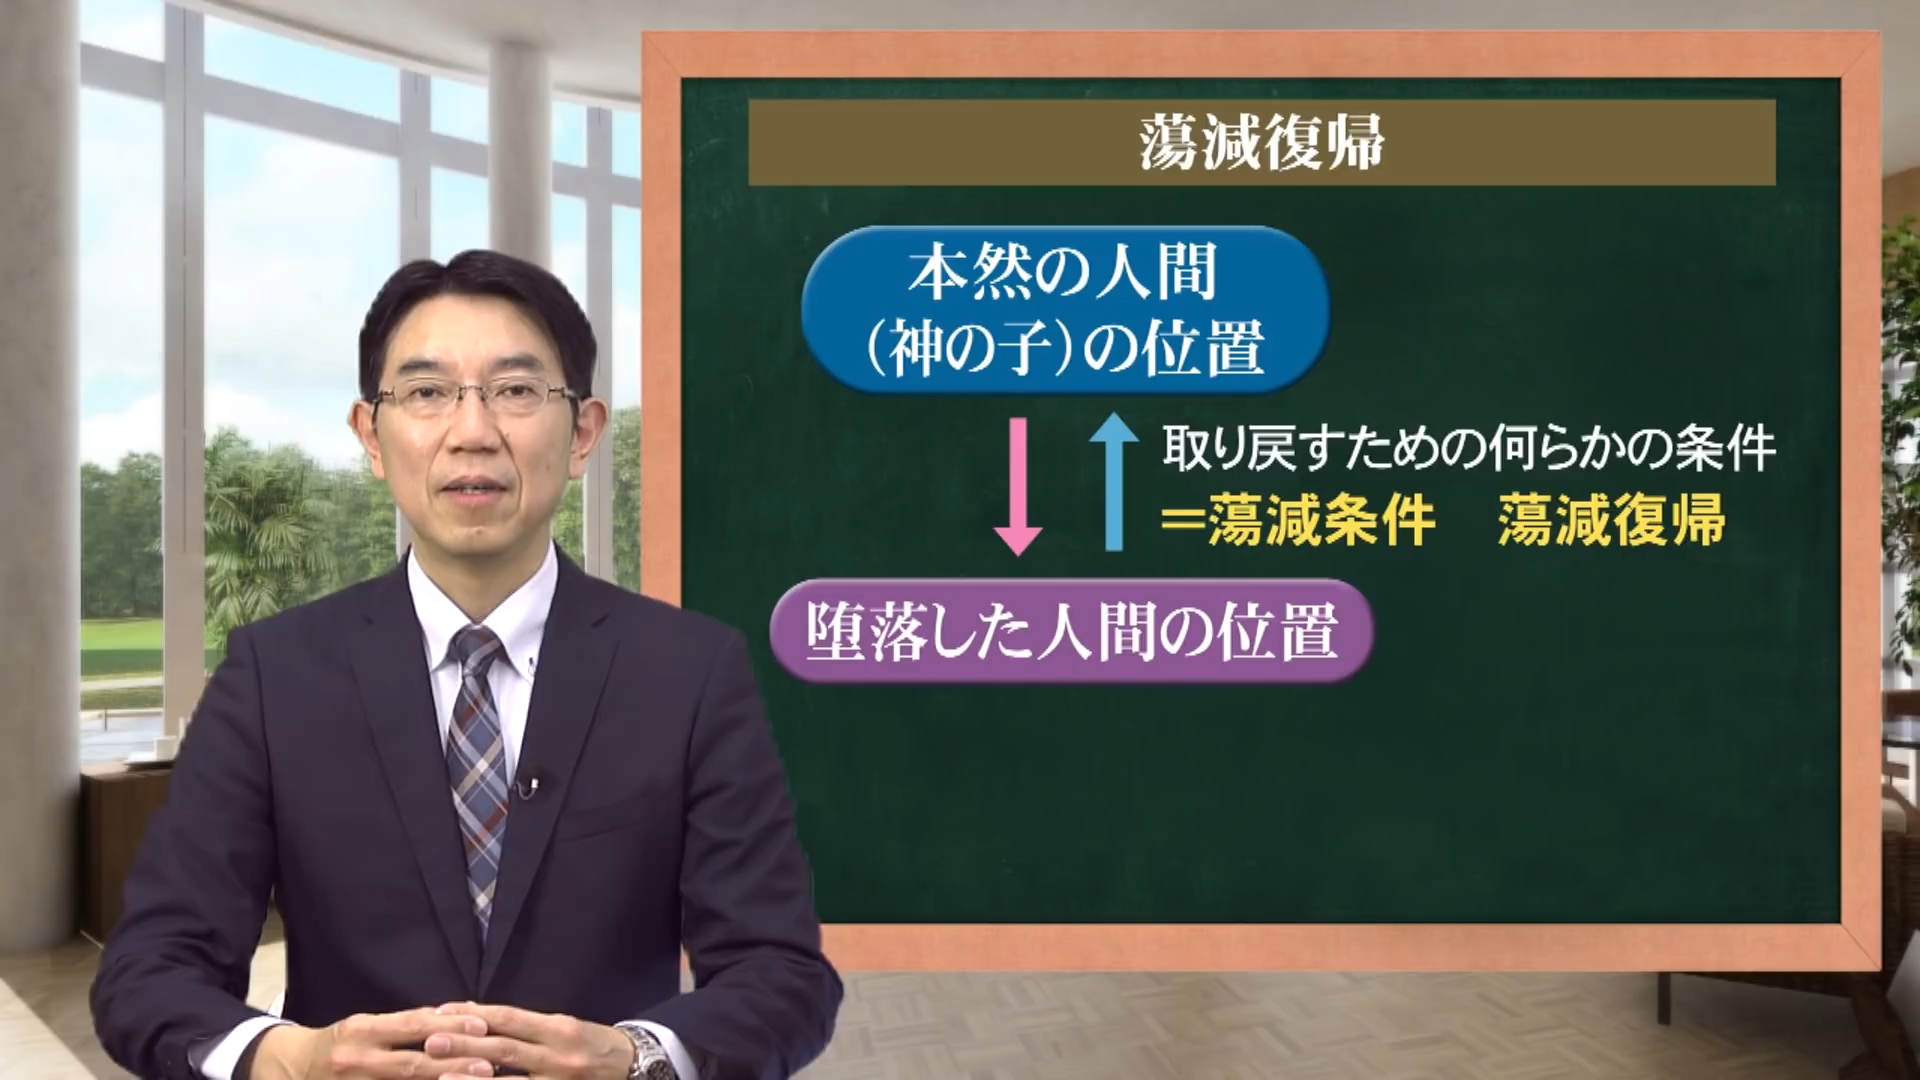 蕩減復帰
本然の人間
（神の子）の位置
取り戻すための何らかの条件
＝蕩減条件　蕩減復帰
堕落した人間の位置